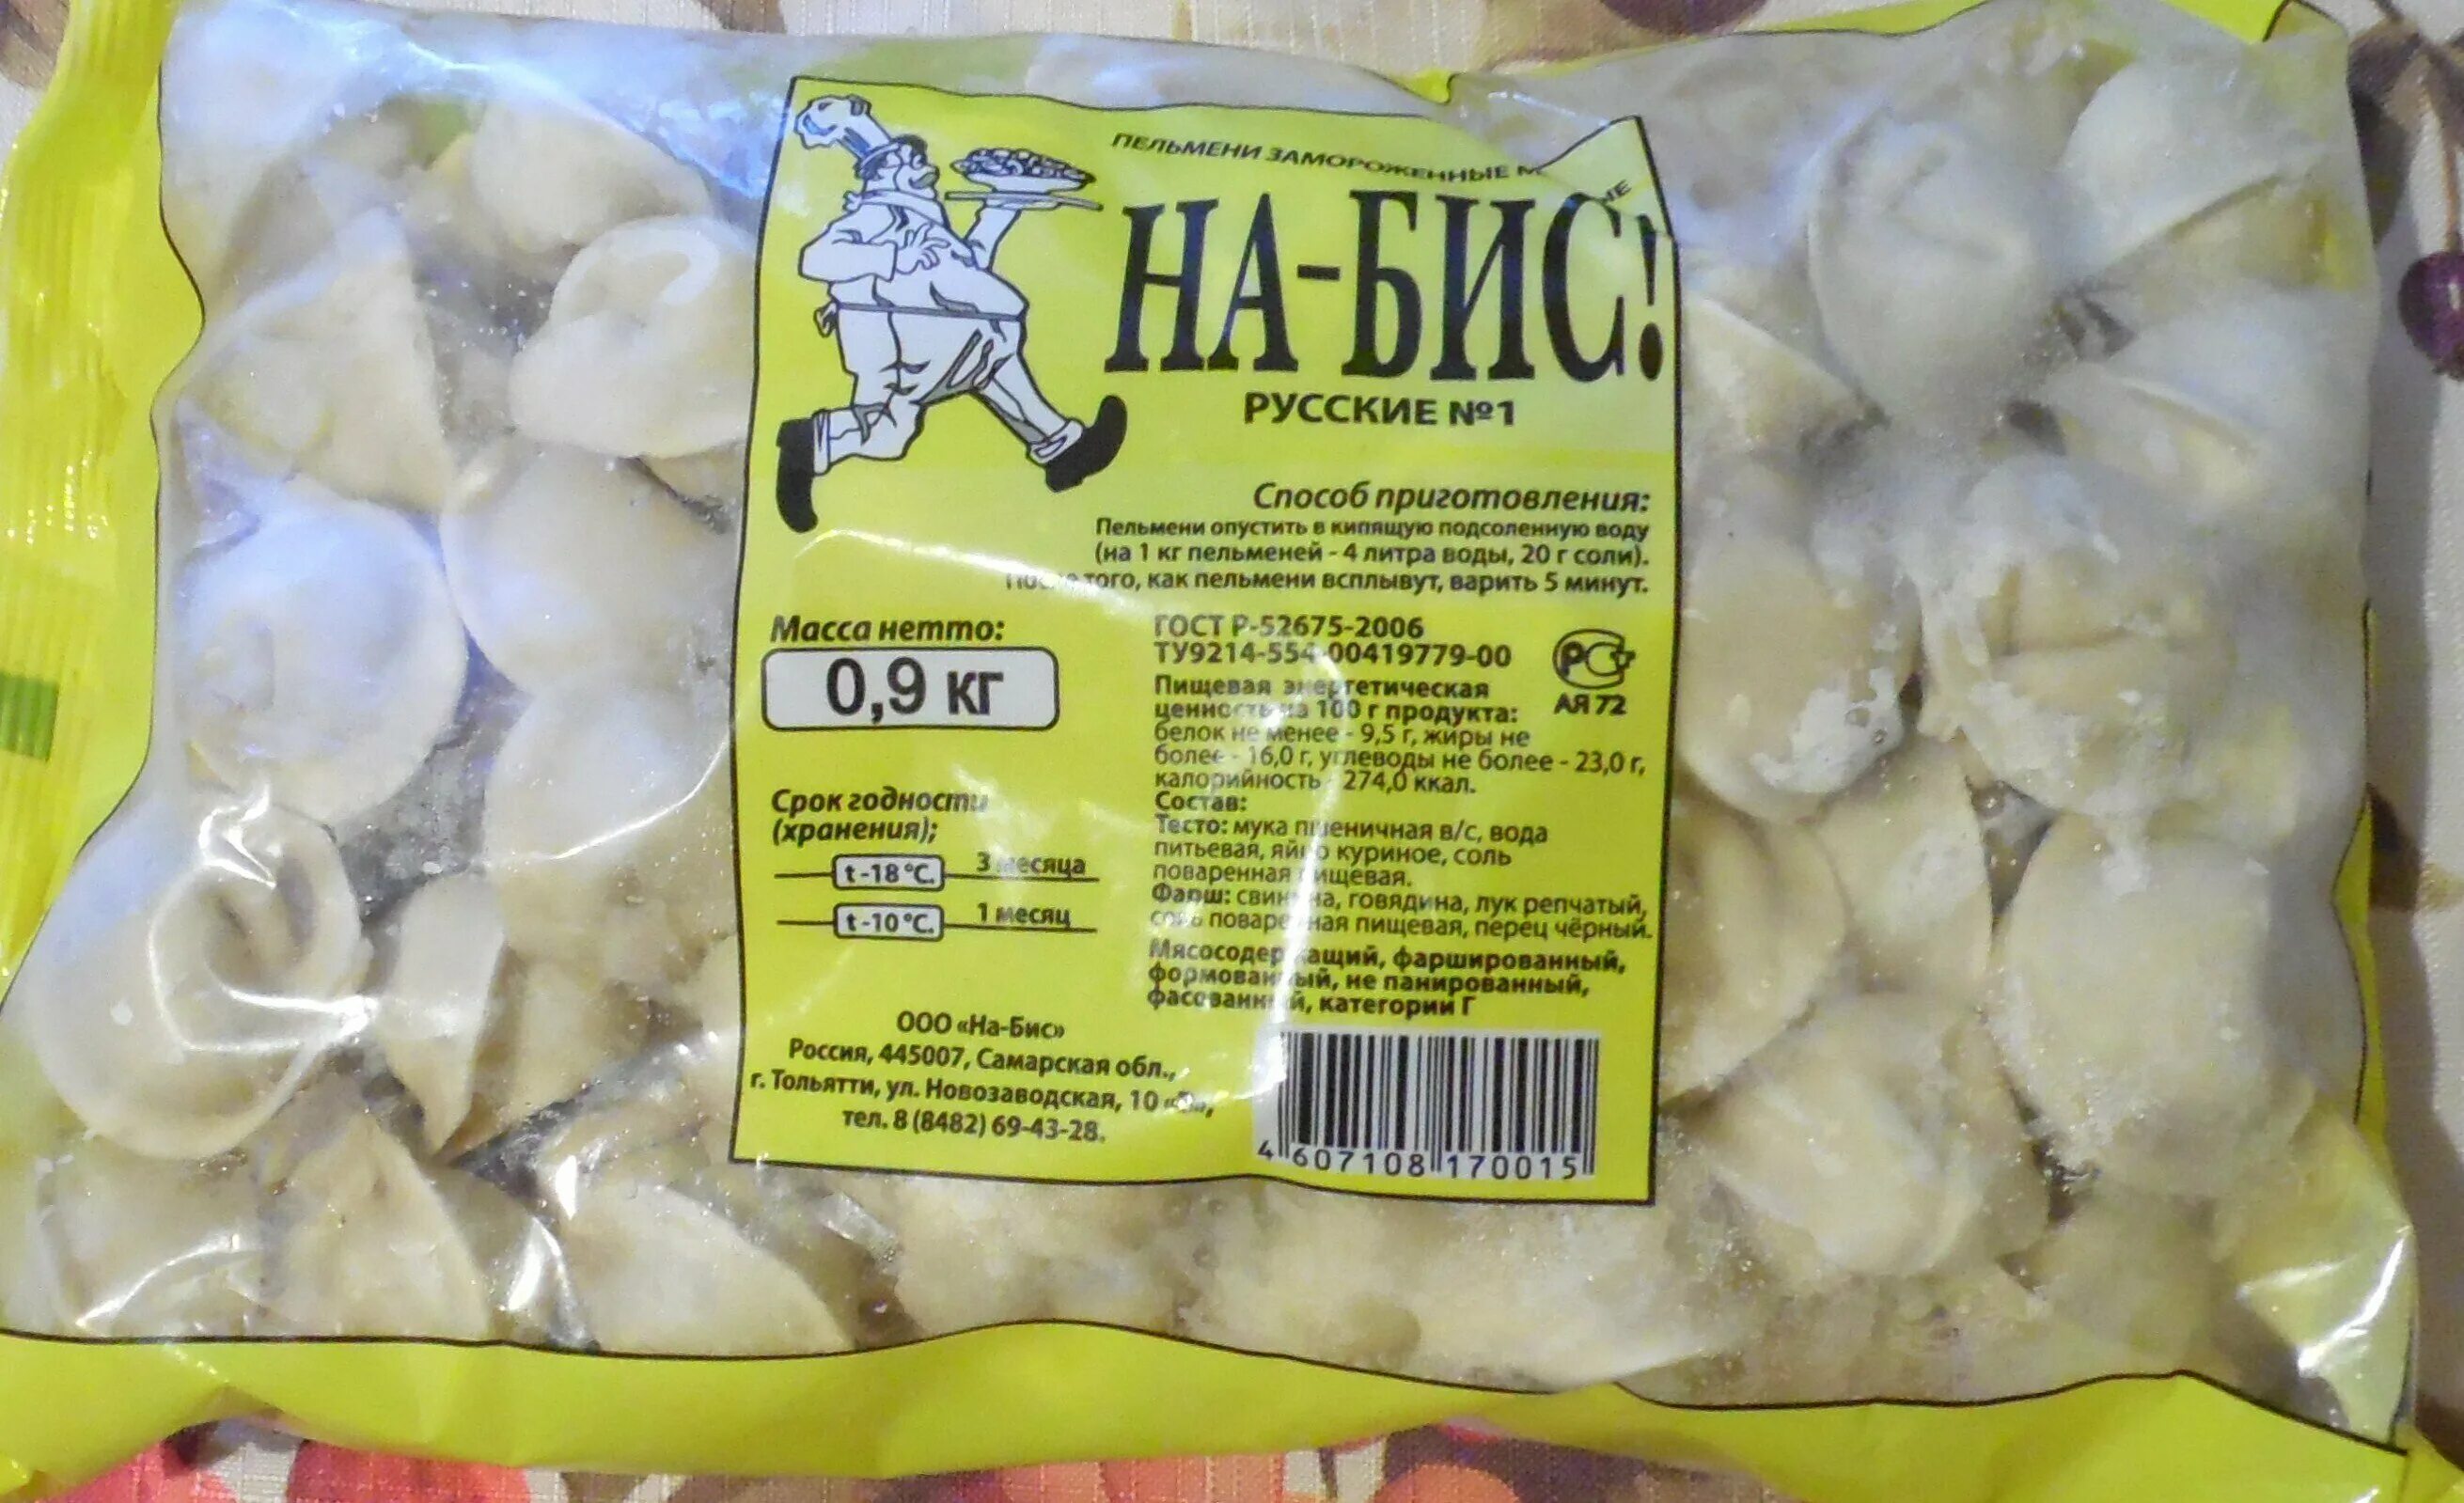 ПЕЛЬМЕНИ ЗАМОРОЖЕННЫЕ
НА-БИС!
РУССКИЕ №1
Способ приготовления:
Пельмени опустить в кипящую подсоленную воду
(на 1 кг пельменей - 4 литра воды, 20 г соли).
После того, как пельмени всплывут, варить 5 минут.
Масса нетто:
0,9 кг
Срок годности
(хранения);
t -18 °C. 3 месяца
t -10 °C. 1 месяц
ООО «На-Бис»
Россия, 445007, Самарская обл.,
г. Тольятти, ул. Новозаводская, 10
тел. 8 (8482) 69-43-28.
ГОСТ Р-52675-2006
ТУ9214-554-00419779-00
РСТ
АЯ 72
Пищевая энергетическая
ценность на 100 г продукта:
белок не менее - 9,5 г, жиры не
более - 16,0 г, углеводы не более - 23,0 г,
калорийность - 274,0 ккал.
Состав:
Тесто: мука пшеничная в/с, вода
питьевая, яйцо куриное, соль
поваренная пищевая.
Фарш: свинина, говядина, лук репчатый,
соль поваренная пищевая, перец чёрный.
Мясосодержащий, фаршированный,
формованный, не панированный,
фасованный, категории Г
4 607108 170015